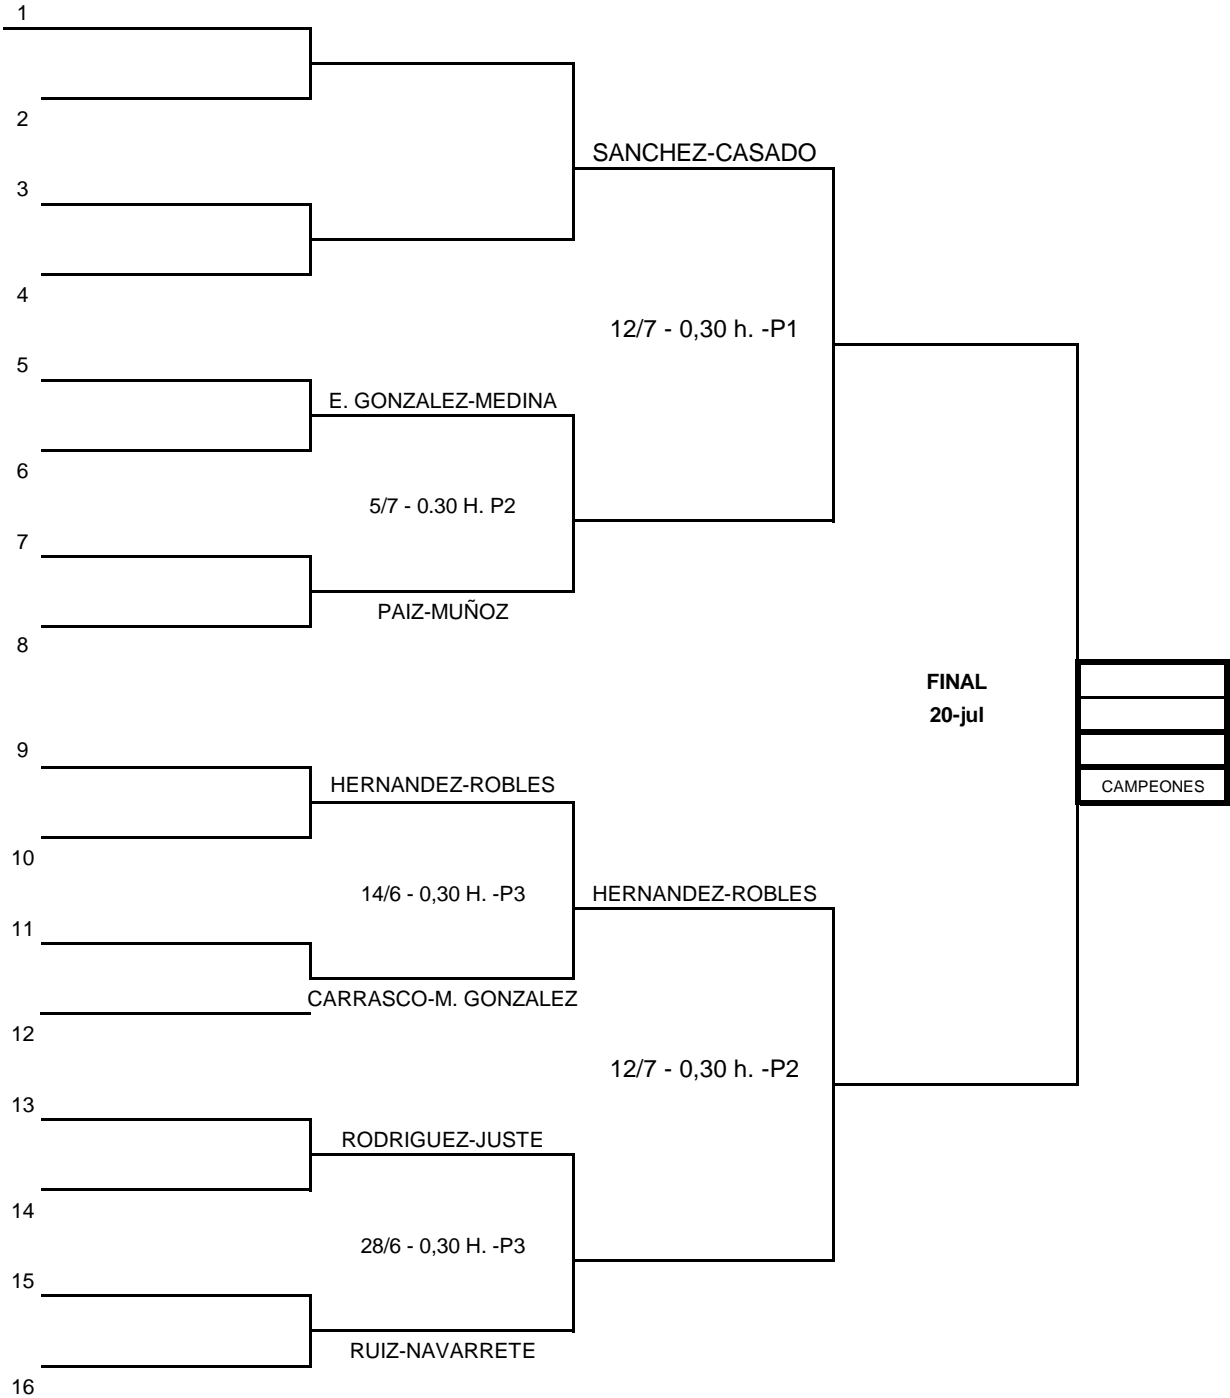 1
2
SANCHEZ-CASADO
3
4
12/7 - 0,30 h. -P1
5
E. GONZALEZ-MEDINA
6
5/7 - 0.30 H. P2
7
PAIZ-MUÑOZ
8
FINAL
20-jul
9
HERNANDEZ-ROBLES
CAMPEONES
10
14/6 - 0,30 H. -P3
HERNANDEZ-ROBLES
11
CARRASCO-M. GONZALEZ
12
12/7 - 0,30 h. -P2
13
RODRIGUEZ-JUSTE
14
28/6 - 0,30 H. -P3
15
RUIZ-NAVARRETE
16